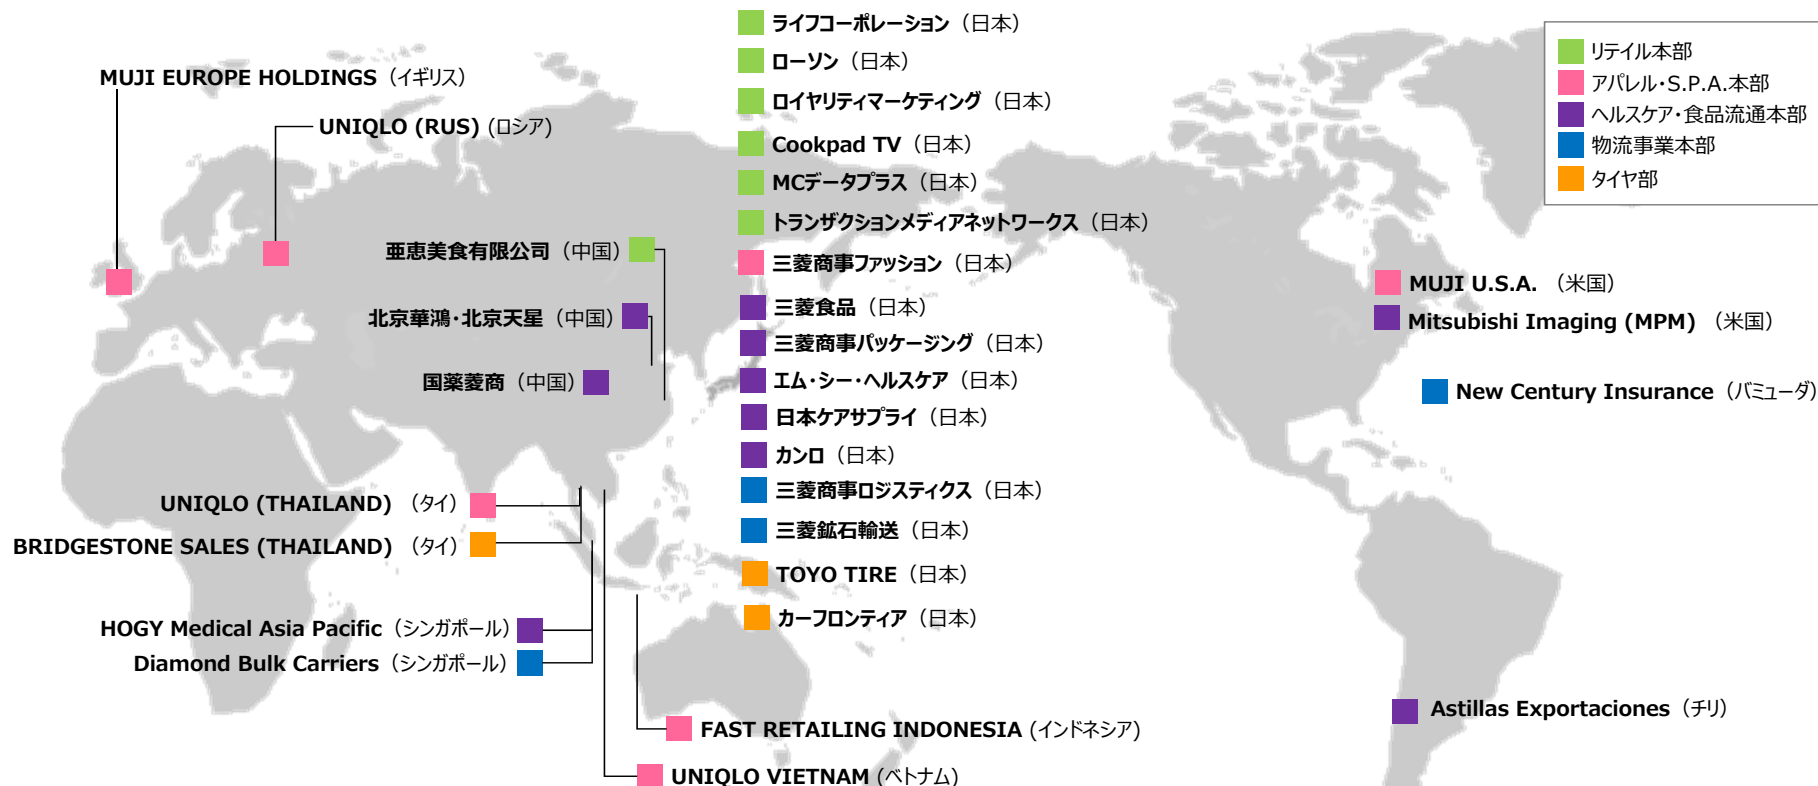 ライフコーポレーション（日本）
ローソン（日本）
ロイヤリティマーケティング（日本）
Cookpad TV（日本）
MCデータプラス（日本）
トランザクションメディアネットワークス（日本）
三菱商事ファッション（日本）
三菱食品（日本）
三菱商事パッケージング（日本）
エム・シー・ヘルスケア（日本）
日本ケアサプライ（日本）
カンロ（日本）
三菱商事ロジスティクス（日本）
三菱鉱石輸送（日本）
TOYO TIRE（日本）
カーフロンティア（日本）
MUJI EUROPE HOLDINGS（イギリス）
UNIQLO (RUS) (ロシア)
亜恵美食有限公司（中国）
北京華鴻・北京天星（中国）
国薬菱商（中国）
UNIQLO (THAILAND)（タイ）
BRIDGESTONE SALES (THAILAND)（タイ）
HOGY Medical Asia Pacific（シンガポール）
Diamond Bulk Carriers（シンガポール）
FAST RETAILING INDONESIA (インドネシア)
UNIQLO VIETNAM (ベトナム)
リテイル本部
アパレル・S.P.A.本部
ヘルスケア・食品流通本部
物流事業本部
タイヤ部
MUJI U.S.A.（米国）
Mitsubishi Imaging (MPM)（米国）
New Century Insurance（バミューダ）
Astillas Exportaciones（チリ）